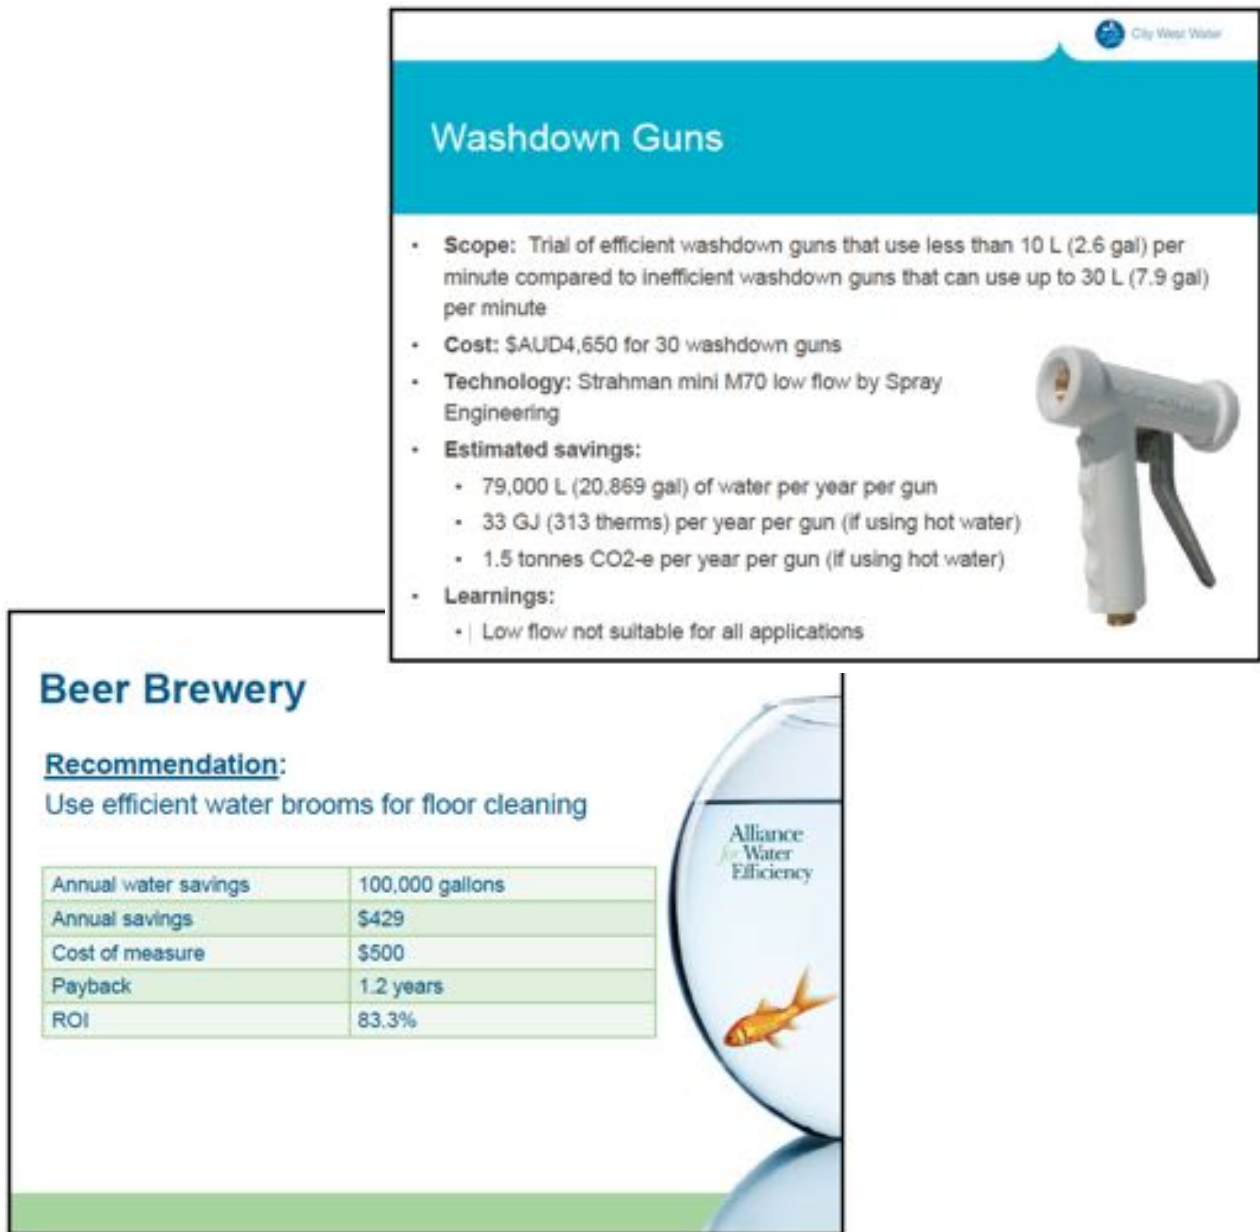 City West Water
Washdown Guns
• Scope: Trial of efficient washdown guns that use less than 10 L (2.6 gal) per
minute compared to inefficient washdown guns that can use up to 30 L (7.9 gal)
per minute
• Cost: $AUD4,650 for 30 washdown guns
• Technology: Strahman mini M70 low flow by Spray
Engineering
• Estimated savings:
• 79,000 L (20,869 gal) of water per year per gun
• 33 GJ (313 therms) per year per gun (if using hot water)
• 1.5 tonnes CO2-e per year per gun (if using hot water)
• Learnings:
• Low flow not suitable for all applications
Beer Brewery
Recommendation:
Use efficient water brooms for floor cleaning
Annual water savings 100,000 gallons
Annual savings $429
Cost of measure $500
Payback 1.2 years
ROI 83.3%
Alliance
for Water
Efficiency